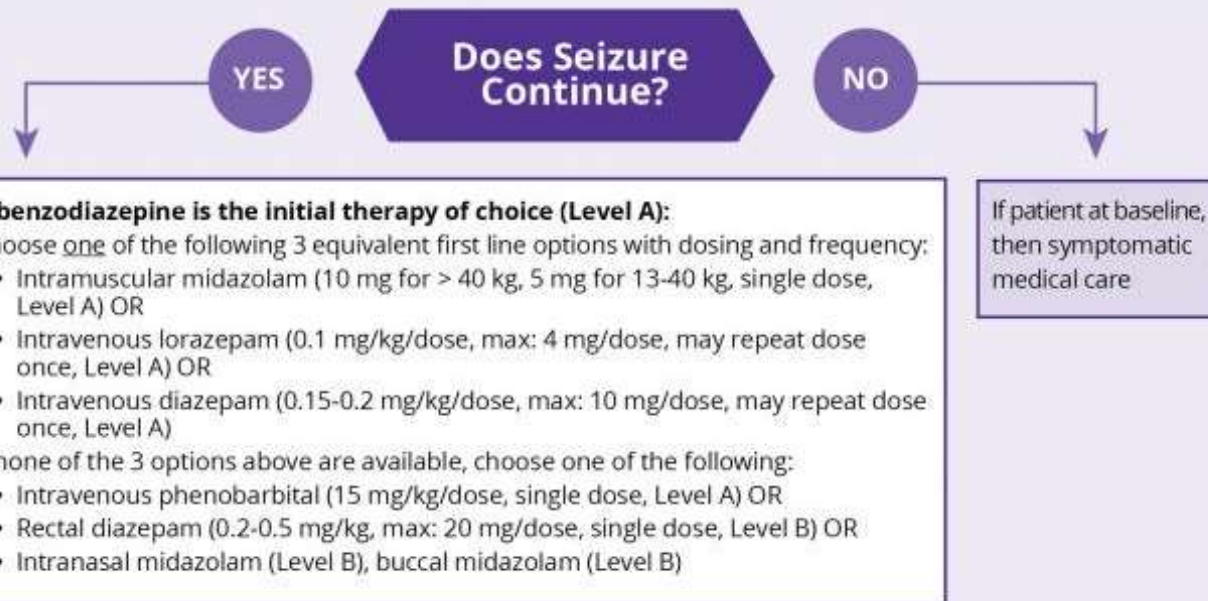 Does Seizure
Continue?
YES
NO
benzodiazepine is the initial therapy of choice (Level A):
oose one of the following 3 equivalent first line options with dosing and frequency:
• Intramuscular midazolam (10 mg for > 40 kg, 5 mg for 13-40 kg, single dose,
Level A) OR
• Intravenous lorazepam (0.1 mg/kg/dose, max: 4 mg/dose, may repeat dose
once, Level A) OR
• Intravenous diazepam (0.15-0.2 mg/kg/dose, max: 10 mg/dose, may repeat dose
once, Level A)
none of the 3 options above are available, choose one of the following:
• Intravenous phenobarbital (15 mg/kg/dose, single dose, Level A) OR
• Rectal diazepam (0.2-0.5 mg/kg, max: 20 mg/dose, single dose, Level B) OR
• Intranasal midazolam (Level B), buccal midazolam (Level B)
If patient at baseline,
then symptomatic
medical care